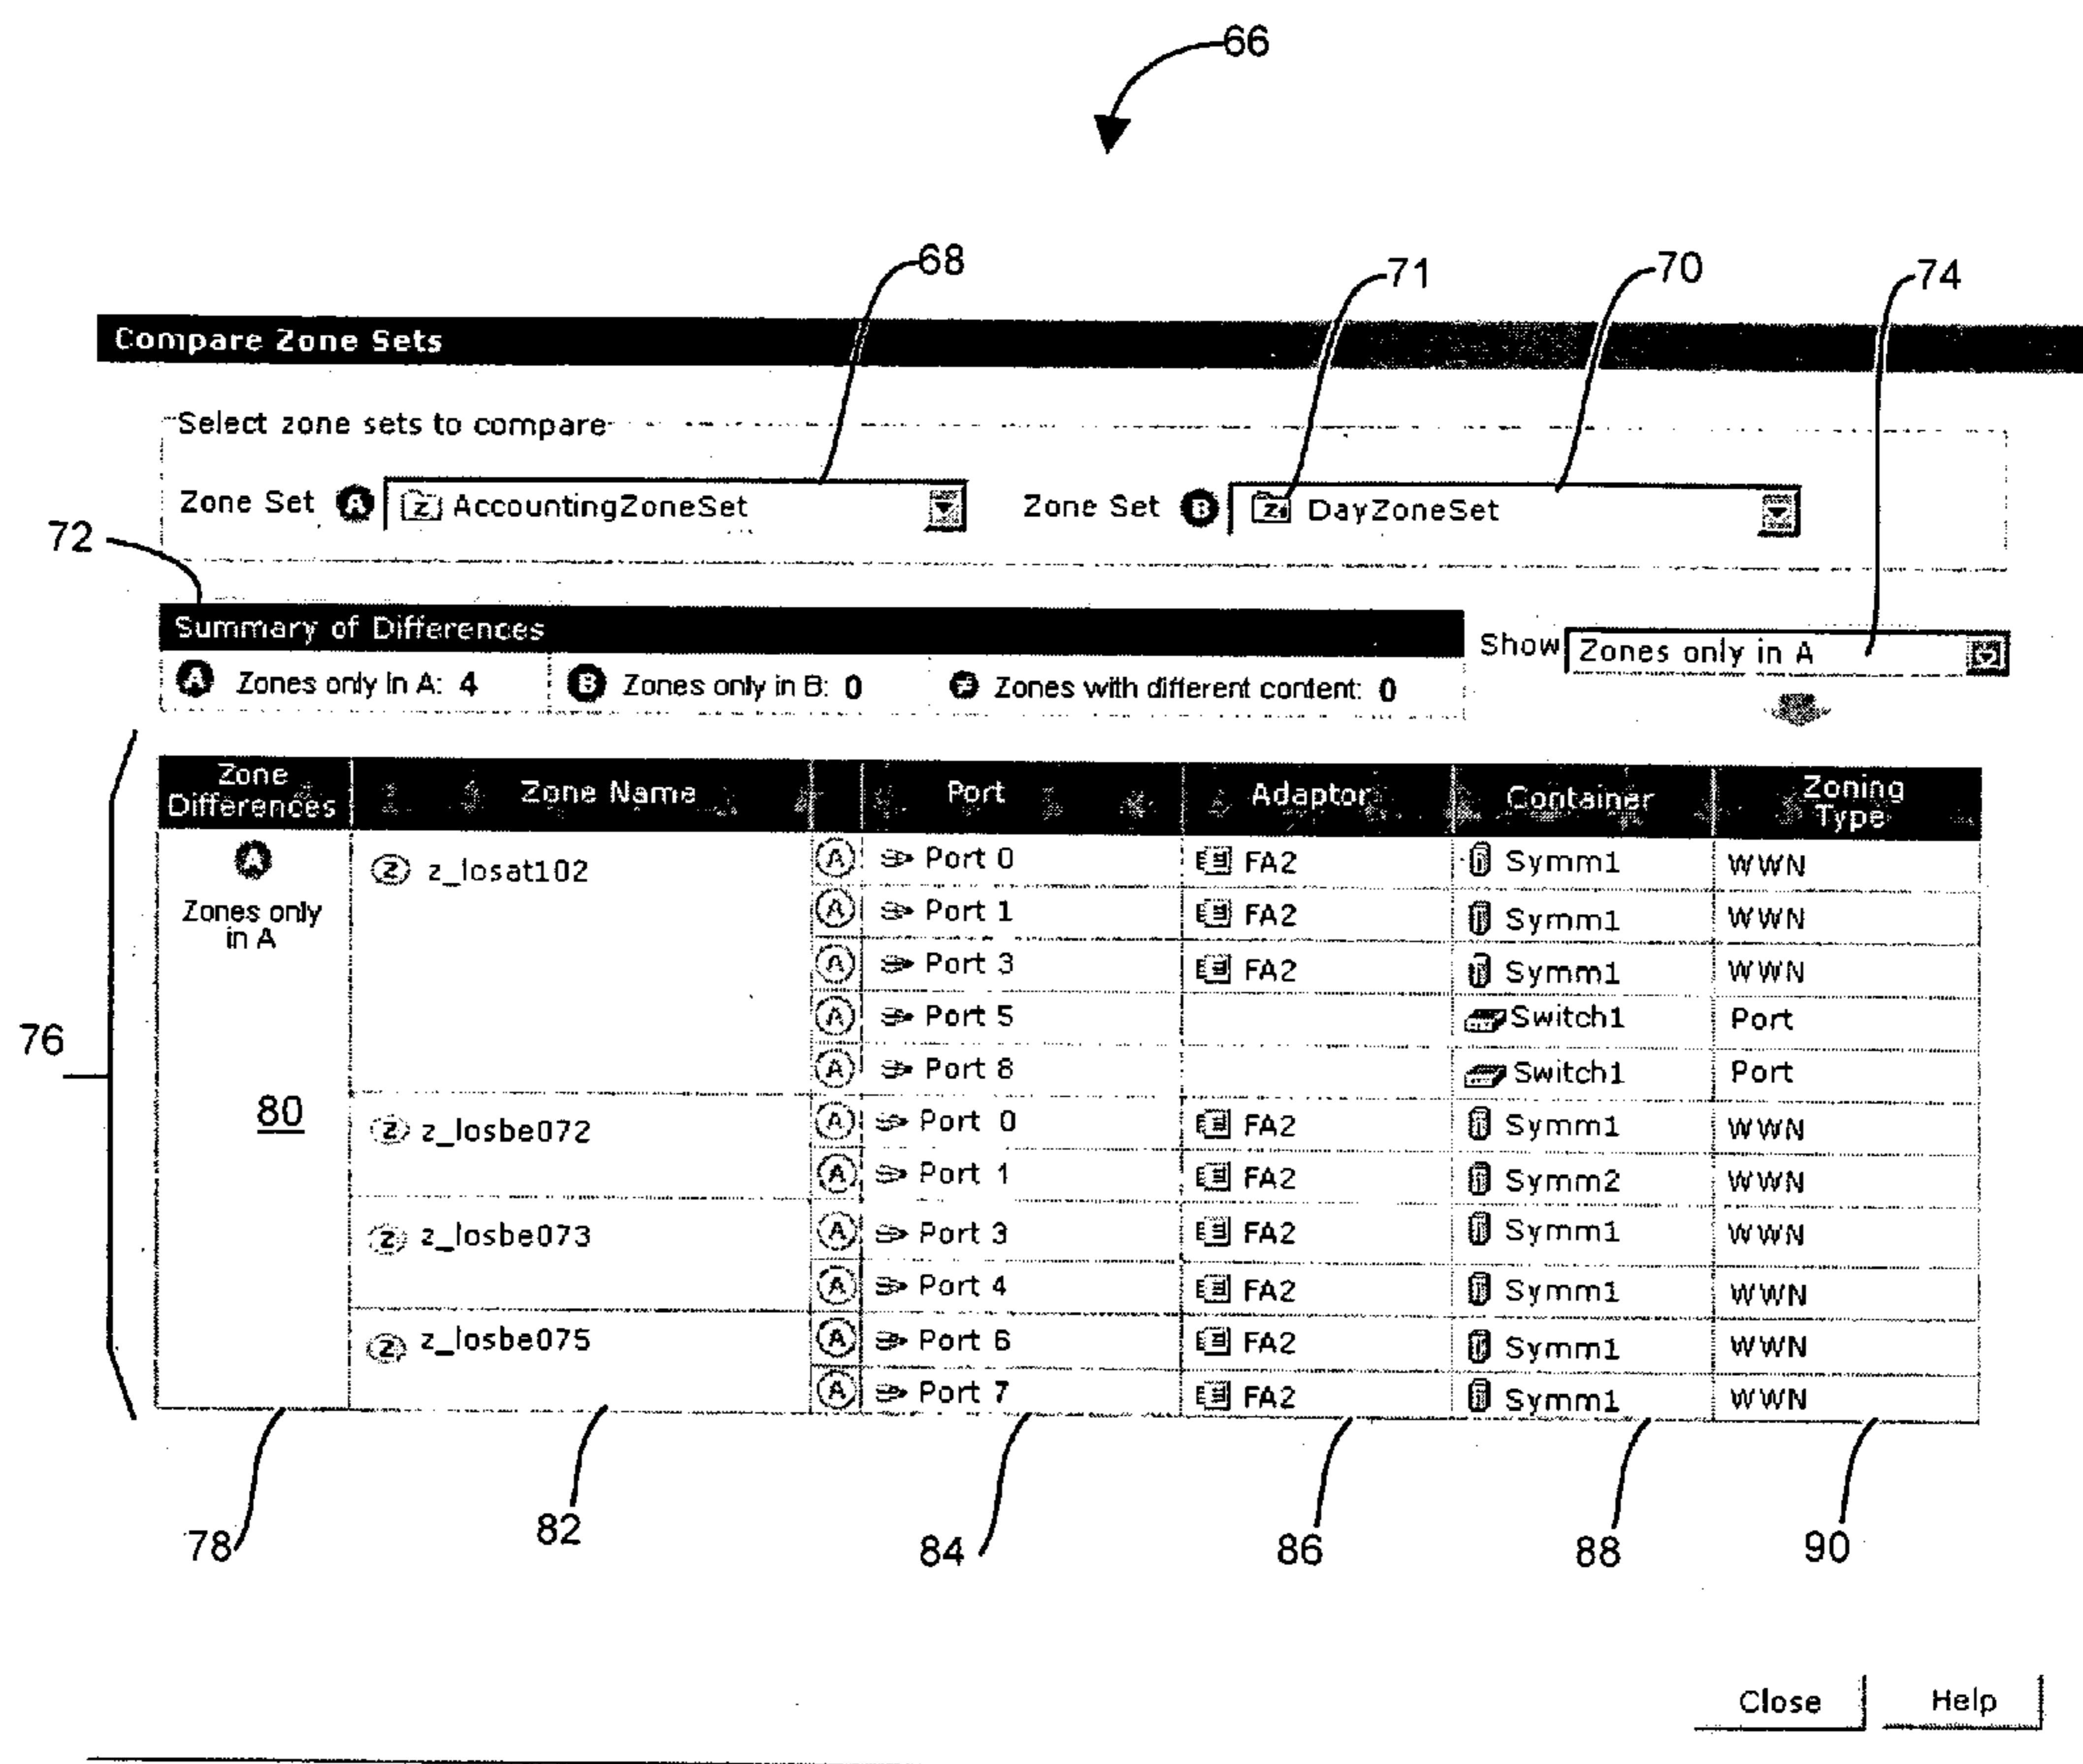 66
68
71
70
74
Compare Zone Sets
Select zone sets to compare
Zone Set A Z AccountingZoneSet Zone Set B Z DayZoneSet
72
Summary of Differences
Show Zones only in A
A Zones only in A: 4 B Zones only in B: 0 ≠ Zones with different content: 0
Zone Differences Zone Name Port Adaptor Container Zoning Type
A Zones only in A
z z_losat102 A Port 0 FA2 Symm1 WWN
A Port 1 FA2 Symm1 WWN
A Port 3 FA2 Symm1 WWN
A Port 5 Switch1 Port
A Port 8 Switch1 Port
76
80
z z_losbe072 A Port 0 FA2 Symm1 WWN
A Port 1 FA2 Symm2 WWN
z z_losbe073 A Port 3 FA2 Symm1 WWN
A Port 4 FA2 Symm1 WWN
z z_losbe075 A Port 6 FA2 Symm1 WWN
A Port 7 FA2 Symm1 WWN
78
82
84
86
88
90
Close Help